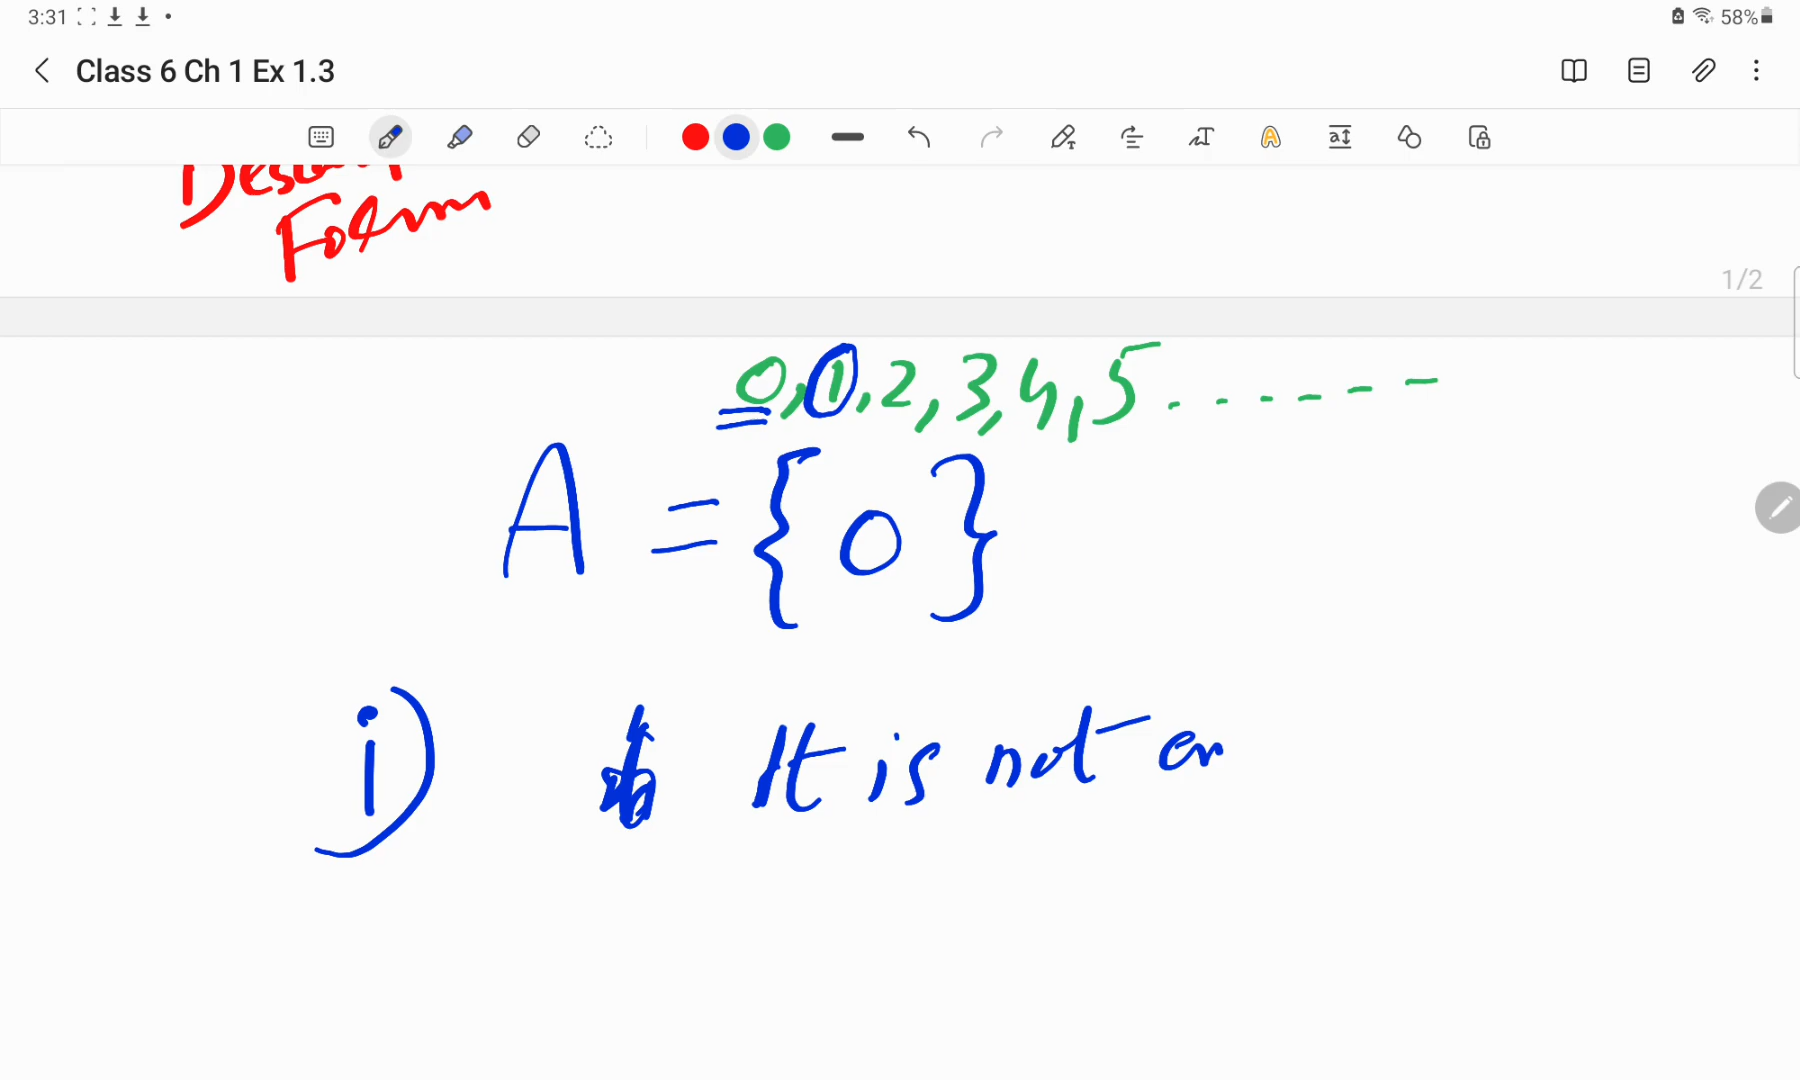 3:31 58%
Class 6 Ch 1 Ex 1.3
Form
1/2
0, 1, 2, 3, 4, 5 . . . . . . - -
A = { 0 }
i) It is not em